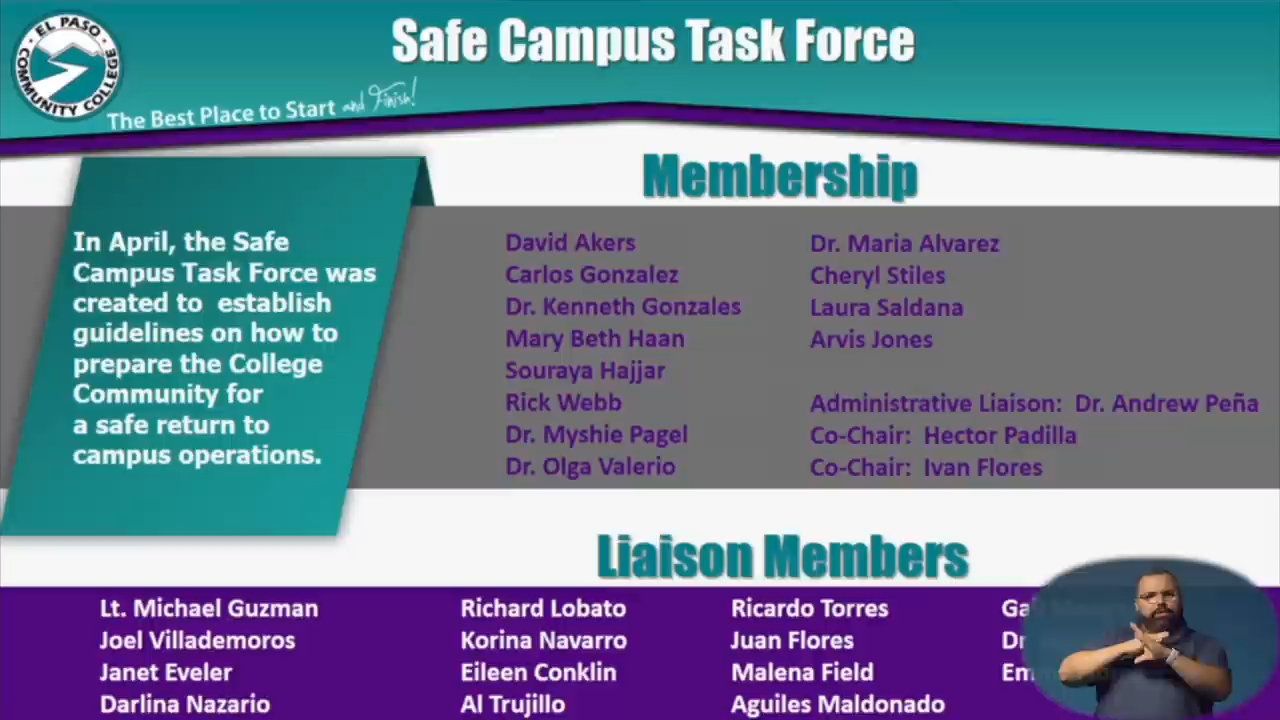 EL PASO
COMMUNITY COLLEGE
The Best Place to Start and Finish!
Safe Campus Task Force
In April, the Safe
Campus Task Force was
created to establish
guidelines on how to
prepare the College
Community for
a safe return to
campus operations.
Membership
David Akers
Carlos Gonzalez
Dr. Kenneth Gonzales
Mary Beth Haan
Souraya Hajjar
Rick Webb
Dr. Myshie Pagel
Dr. Olga Valerio
Dr. Maria Alvarez
Cheryl Stiles
Laura Saldana
Arvis Jones
Administrative Liaison: Dr. Andrew Peña
Co-Chair: Hector Padilla
Co-Chair: Ivan Flores
Liaison Members
Lt. Michael Guzman
Joel Villademoros
Janet Eveler
Darlina Nazario
Richard Lobato
Korina Navarro
Eileen Conklin
Al Trujillo
Ricardo Torres
Juan Flores
Malena Field
Aguiles Maldonado